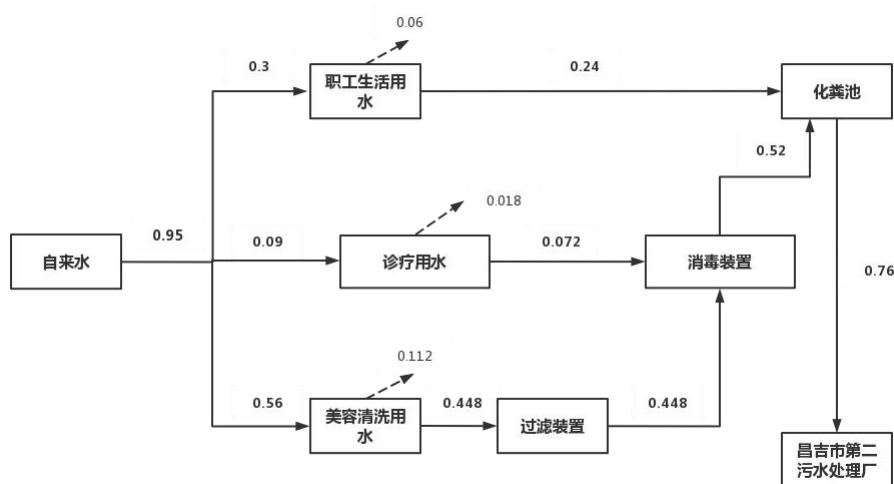 0.06
0.3
职工生活用
水
0.24
化粪池
0.52
0.018
自来水
0.95
0.09
诊疗用水
0.072
消毒装置
0.76
0.112
0.56
美容清洗用
水
0.448
过滤装置
0.448
昌吉市第二
污水处理厂